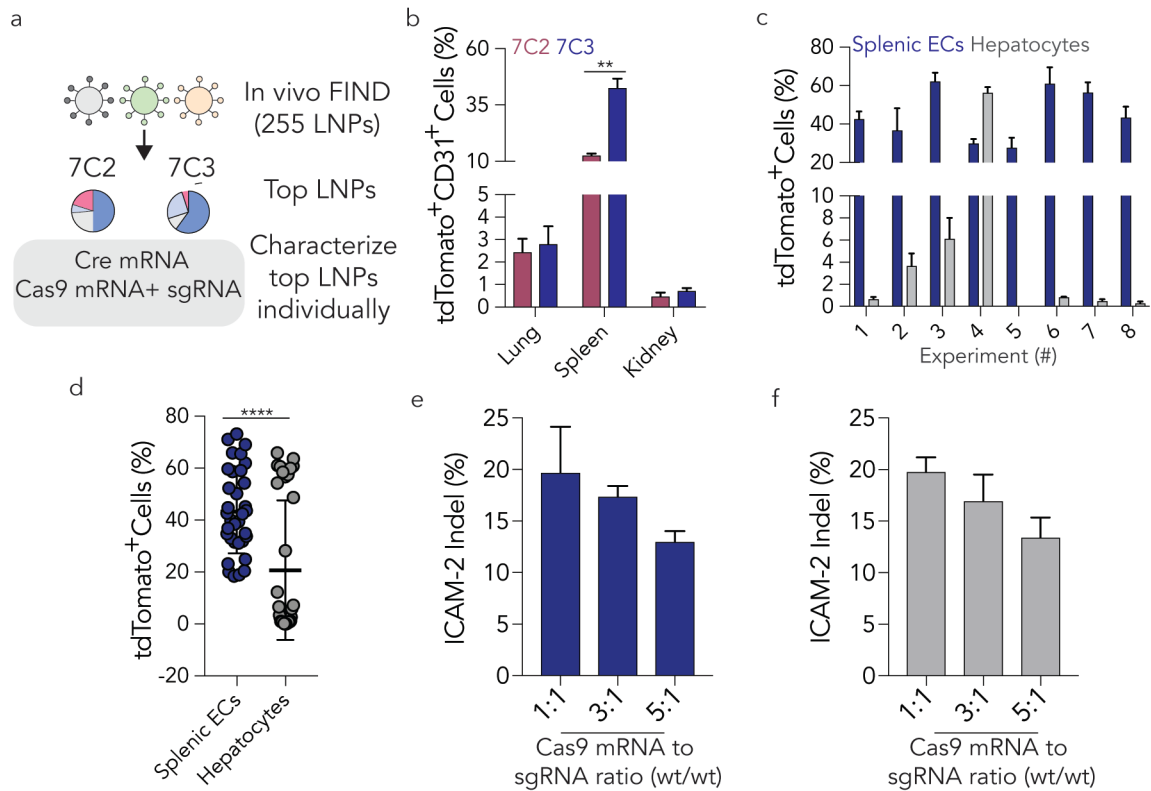 a
In vivo FIND
(255 LNPs)
7C2 7C3
Top LNPs
Cre mRNA
Cas9 mRNA+ sgRNA
Characterize
top LNPs
individually
b
7C2 7C3
**
tdTomato+CD31+ Cells (%)
60
35
10
5
4
3
2
1
0
Lung
Spleen
Kidney
c
Splenic ECs Hepatocytes
tdTomato+Cells (%)
80
60
40
20
10
8
6
4
2
0
1 2 3 4 5 6 7 8
Experiment (#)
d
****
tdTomato+Cells (%)
80
60
40
20
0
-20
Splenic ECs
Hepatocytes
e
ICAM-2 Indel (%)
25
20
15
10
5
0
1:1 3:1 5:1
Cas9 mRNA to
sgRNA ratio (wt/wt)
f
ICAM-2 Indel (%)
25
20
15
10
5
0
1:1 3:1 5:1
Cas9 mRNA to
sgRNA ratio (wt/wt)